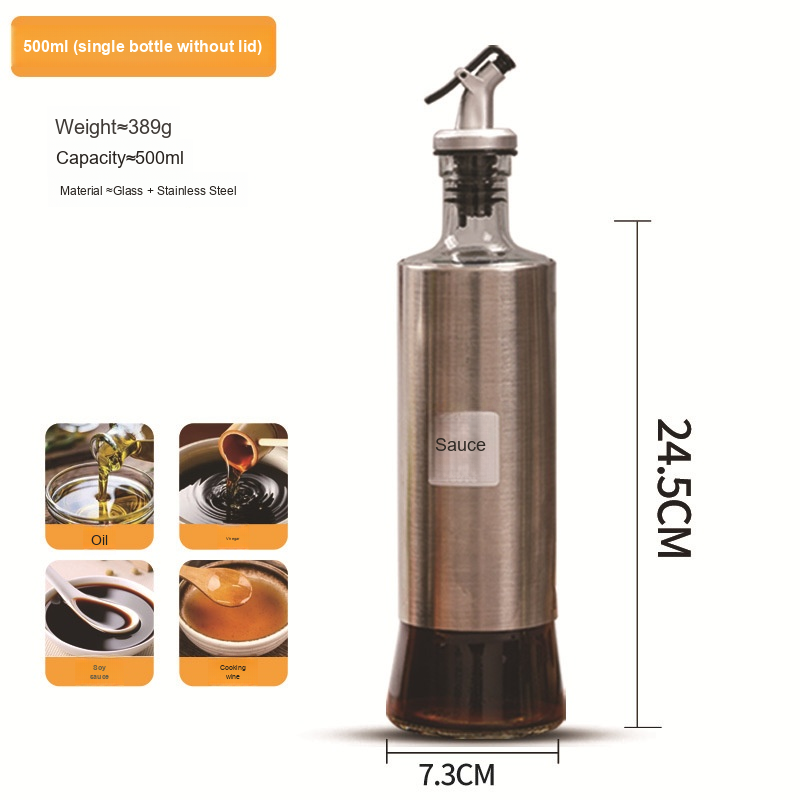 500ml (single bottle without lid)
Weight≈389g
Capacity≈500ml
Material ≈Glass + Stainless Steel
Sauce
24.5CM
Oil
Vinegar
Soy
sauce
Cooking
wine
7.3CM